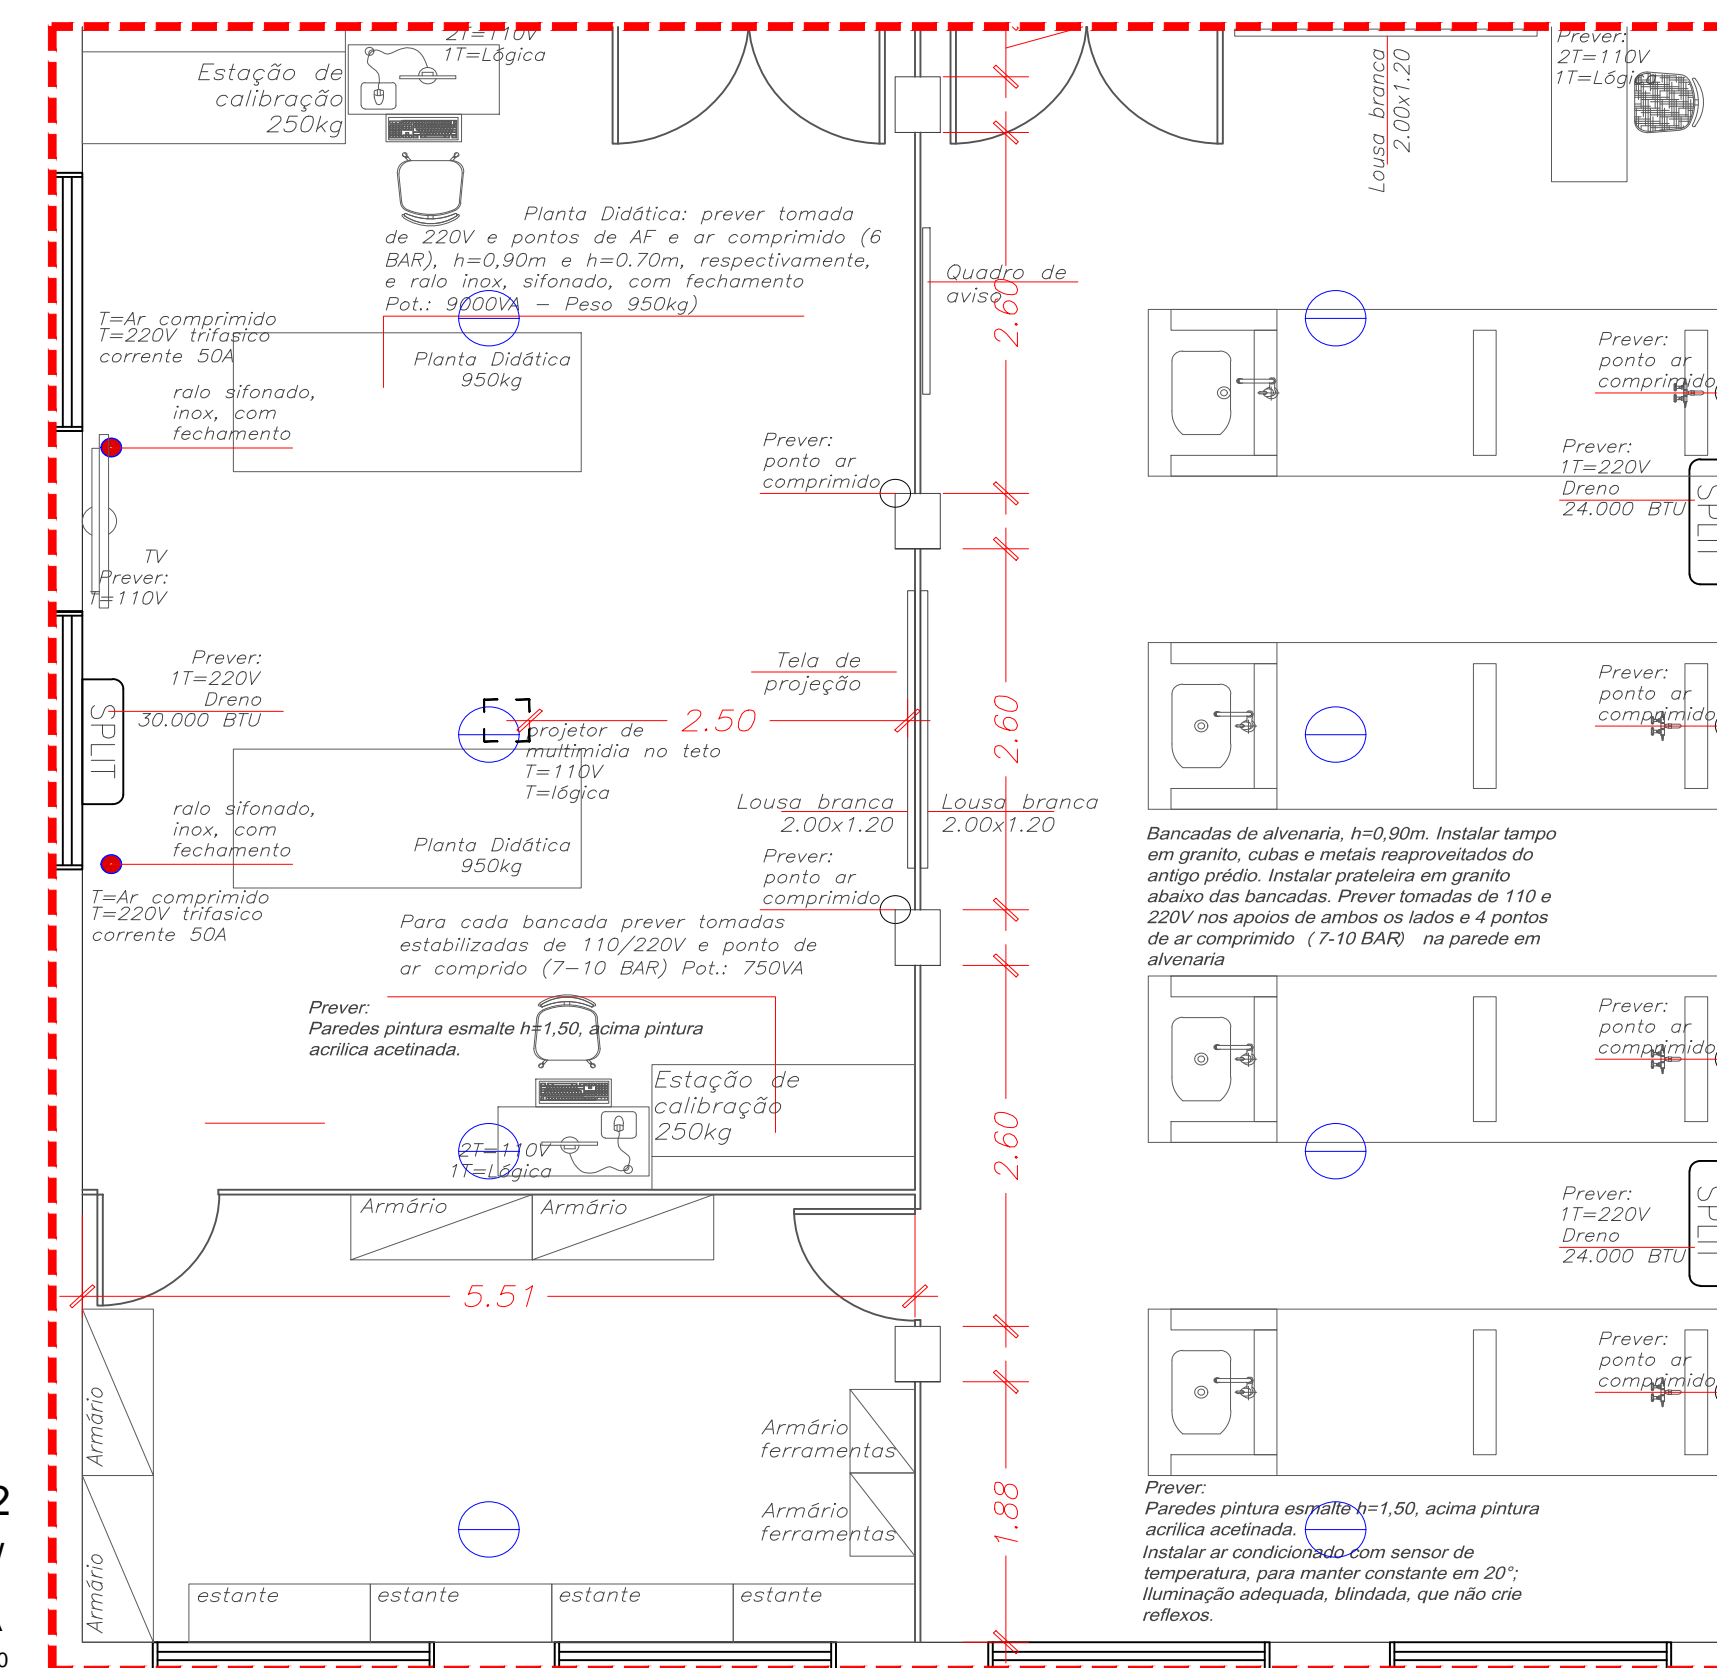 2T=110V
1T=Lógica
Estação de
calibração
250kg
Planta Didática: prever tomada
de 220V e pontos de AF e ar comprimido (6
BAR), h=0,90m e h=0.70m, respectivamente,
e ralo inox, sifonado, com fechamento
Pot.: 9000VA – Peso 950kg)
T=Ar comprimido
T=220V trifasico
corrente 50A
Planta Didática
950kg
ralo sifonado,
inox, com
fechamento
Prever:
ponto ar
comprimido
TV
Prever:
T=110V
Prever:
1T=220V
Dreno
30.000 BTU
SPLIT
Tela de
projeção
2.50
projetor de
multimidia no teto
T=110V
T=lógica
Lousa branca
2.00x1.20
Lousa branca
2.00x1.20
ralo sifonado,
inox, com
fechamento
Planta Didática
950kg
Prever:
ponto ar
comprimido
T=Ar comprimido
T=220V trifasico
corrente 50A
Para cada bancada prever tomadas
estabilizadas de 110/220V e ponto de
ar comprido (7–10 BAR) Pot.: 750VA
Prever:
Paredes pintura esmalte h=1,50, acima pintura
acrilica acetinada.
Estação de
calibração
250kg
2T=110V
1T=Lógica
Armário
Armário
5.51
Armário
Armário
Armário
ferramentas
Armário
ferramentas
estante
estante
estante
estante
Quadro de
aviso
2.60
2.60
2.60
1.88
Lousa branca
2.00x1.20
Prever:
2T=110V
1T=Lógica
Prever:
ponto ar
comprimido
Prever:
1T=220V
Dreno
24.000 BTU
SPLIT
Prever:
ponto ar
comprimido
Bancadas de alvenaria, h=0,90m. Instalar tampo
em granito, cubas e metais reaproveitados do
antigo prédio. Instalar prateleira em granito
abaixo das bancadas. Prever tomadas de 110 e
220V nos apoios de ambos os lados e 4 pontos
de ar comprimido ( 7-10 BAR) na parede em
alvenaria
Prever:
ponto ar
comprimido
Prever:
1T=220V
Dreno
24.000 BTU
SPLIT
Prever:
ponto ar
comprimido
Prever:
Paredes pintura esmalte h=1,50, acima pintura
acrilica acetinada.
Instalar ar condicionado com sensor de
temperatura, para manter constante em 20°;
Iluminação adequada, blindada, que não crie
reflexos.
2